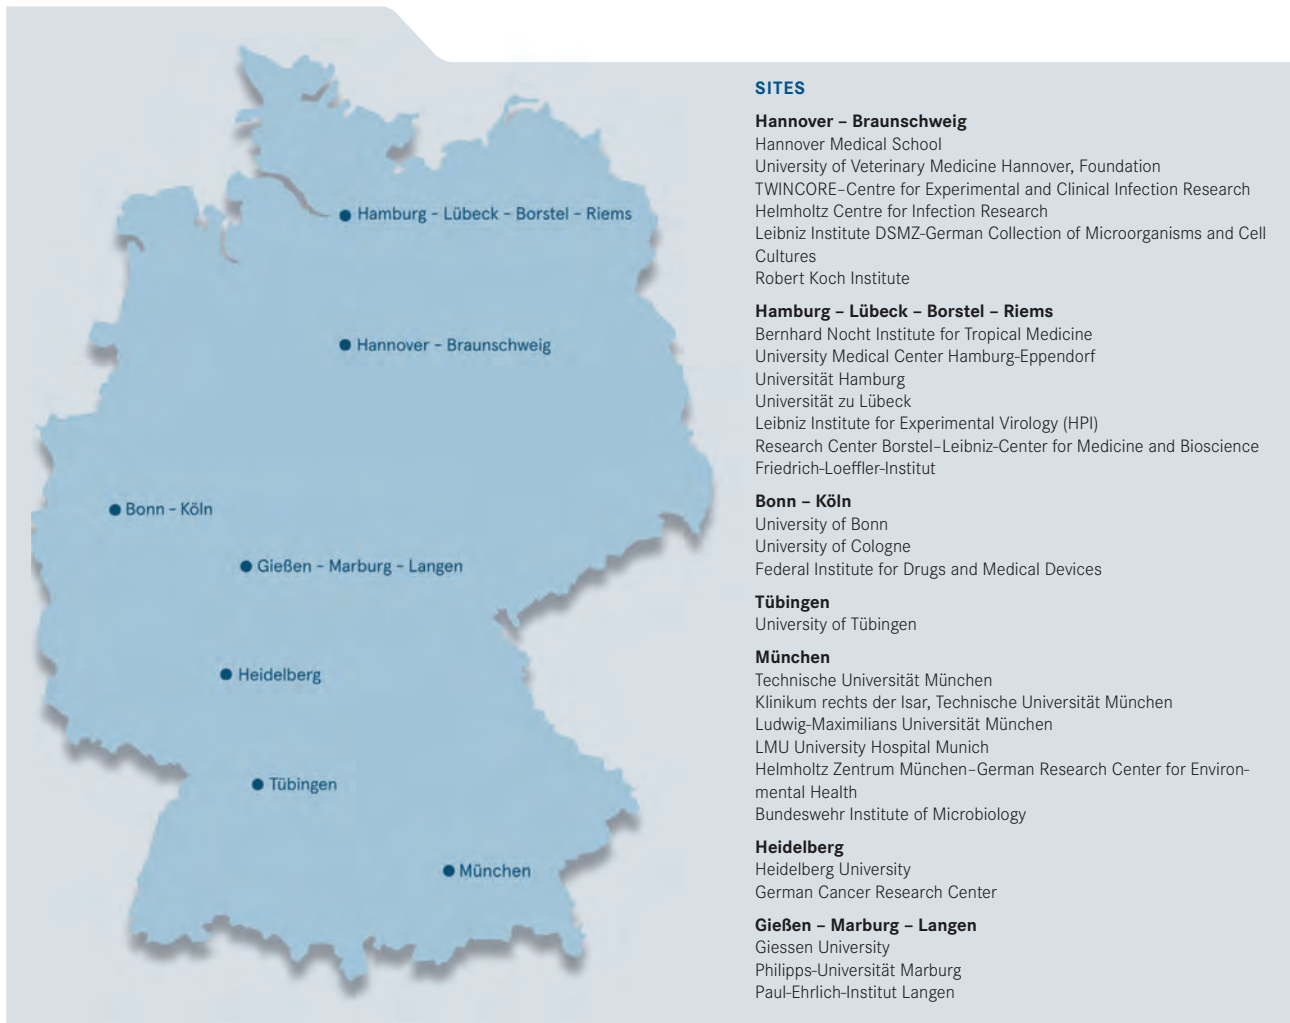 Hamburg - Lübeck - Borstel - Riems
Hannover - Braunschweig
Bonn - Köln
Gießen - Marburg - Langen
Heidelberg
Tübingen
München
SITES
Hannover – Braunschweig
Hannover Medical School
University of Veterinary Medicine Hannover, Foundation
TWINCORE–Centre for Experimental and Clinical Infection Research
Helmholtz Centre for Infection Research
Leibniz Institute DSMZ-German Collection of Microorganisms and Cell
Cultures
Robert Koch Institute
Hamburg – Lübeck – Borstel – Riems
Bernhard Nocht Institute for Tropical Medicine
University Medical Center Hamburg-Eppendorf
Universität Hamburg
Universität zu Lübeck
Leibniz Institute for Experimental Virology (HPI)
Research Center Borstel–Leibniz-Center for Medicine and Bioscience
Friedrich-Loeffler-Institut
Bonn – Köln
University of Bonn
University of Cologne
Federal Institute for Drugs and Medical Devices
Tübingen
University of Tübingen
München
Technische Universität München
Klinikum rechts der Isar, Technische Universität München
Ludwig-Maximilians Universität München
LMU University Hospital Munich
Helmholtz Zentrum München–German Research Center for Environ-
mental Health
Bundeswehr Institute of Microbiology
Heidelberg
Heidelberg University
German Cancer Research Center
Gießen – Marburg – Langen
Giessen University
Philipps-Universität Marburg
Paul-Ehrlich-Institut Langen